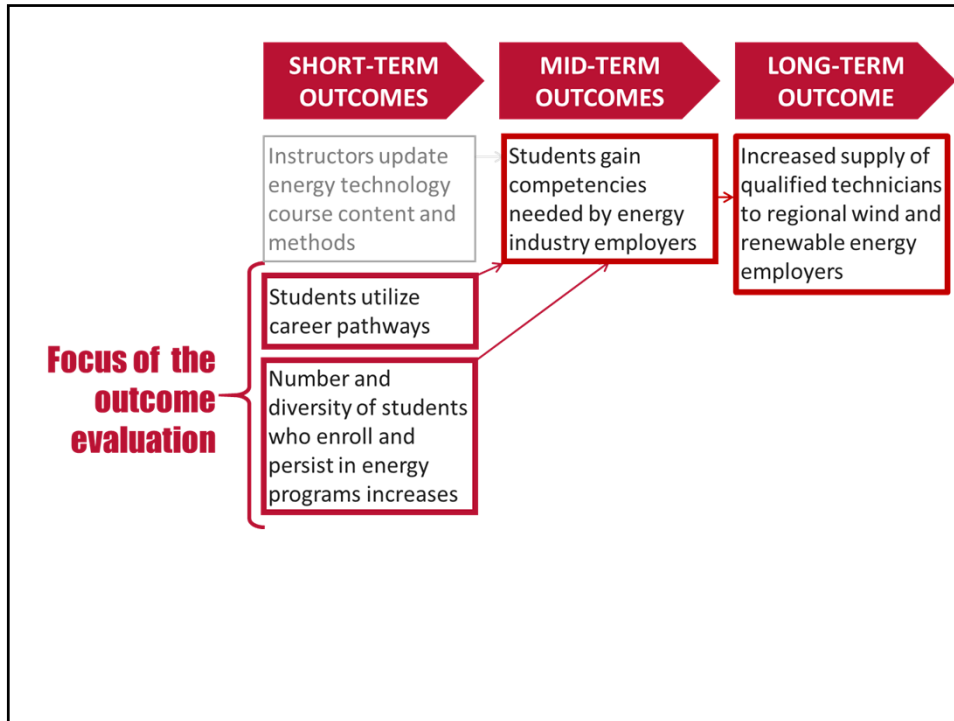 SHORT-TERM
OUTCOMES
MID-TERM
OUTCOMES
LONG-TERM
OUTCOME
Instructors update
energy technology
course content and
methods
Students gain
competencies
needed by energy
industry employers
Increased supply of
qualified technicians
to regional wind and
renewable energy
employers
Focus of the
outcome
evaluation
Students utilize
career pathways
Number and
diversity of students
who enroll and
persist in energy
programs increases